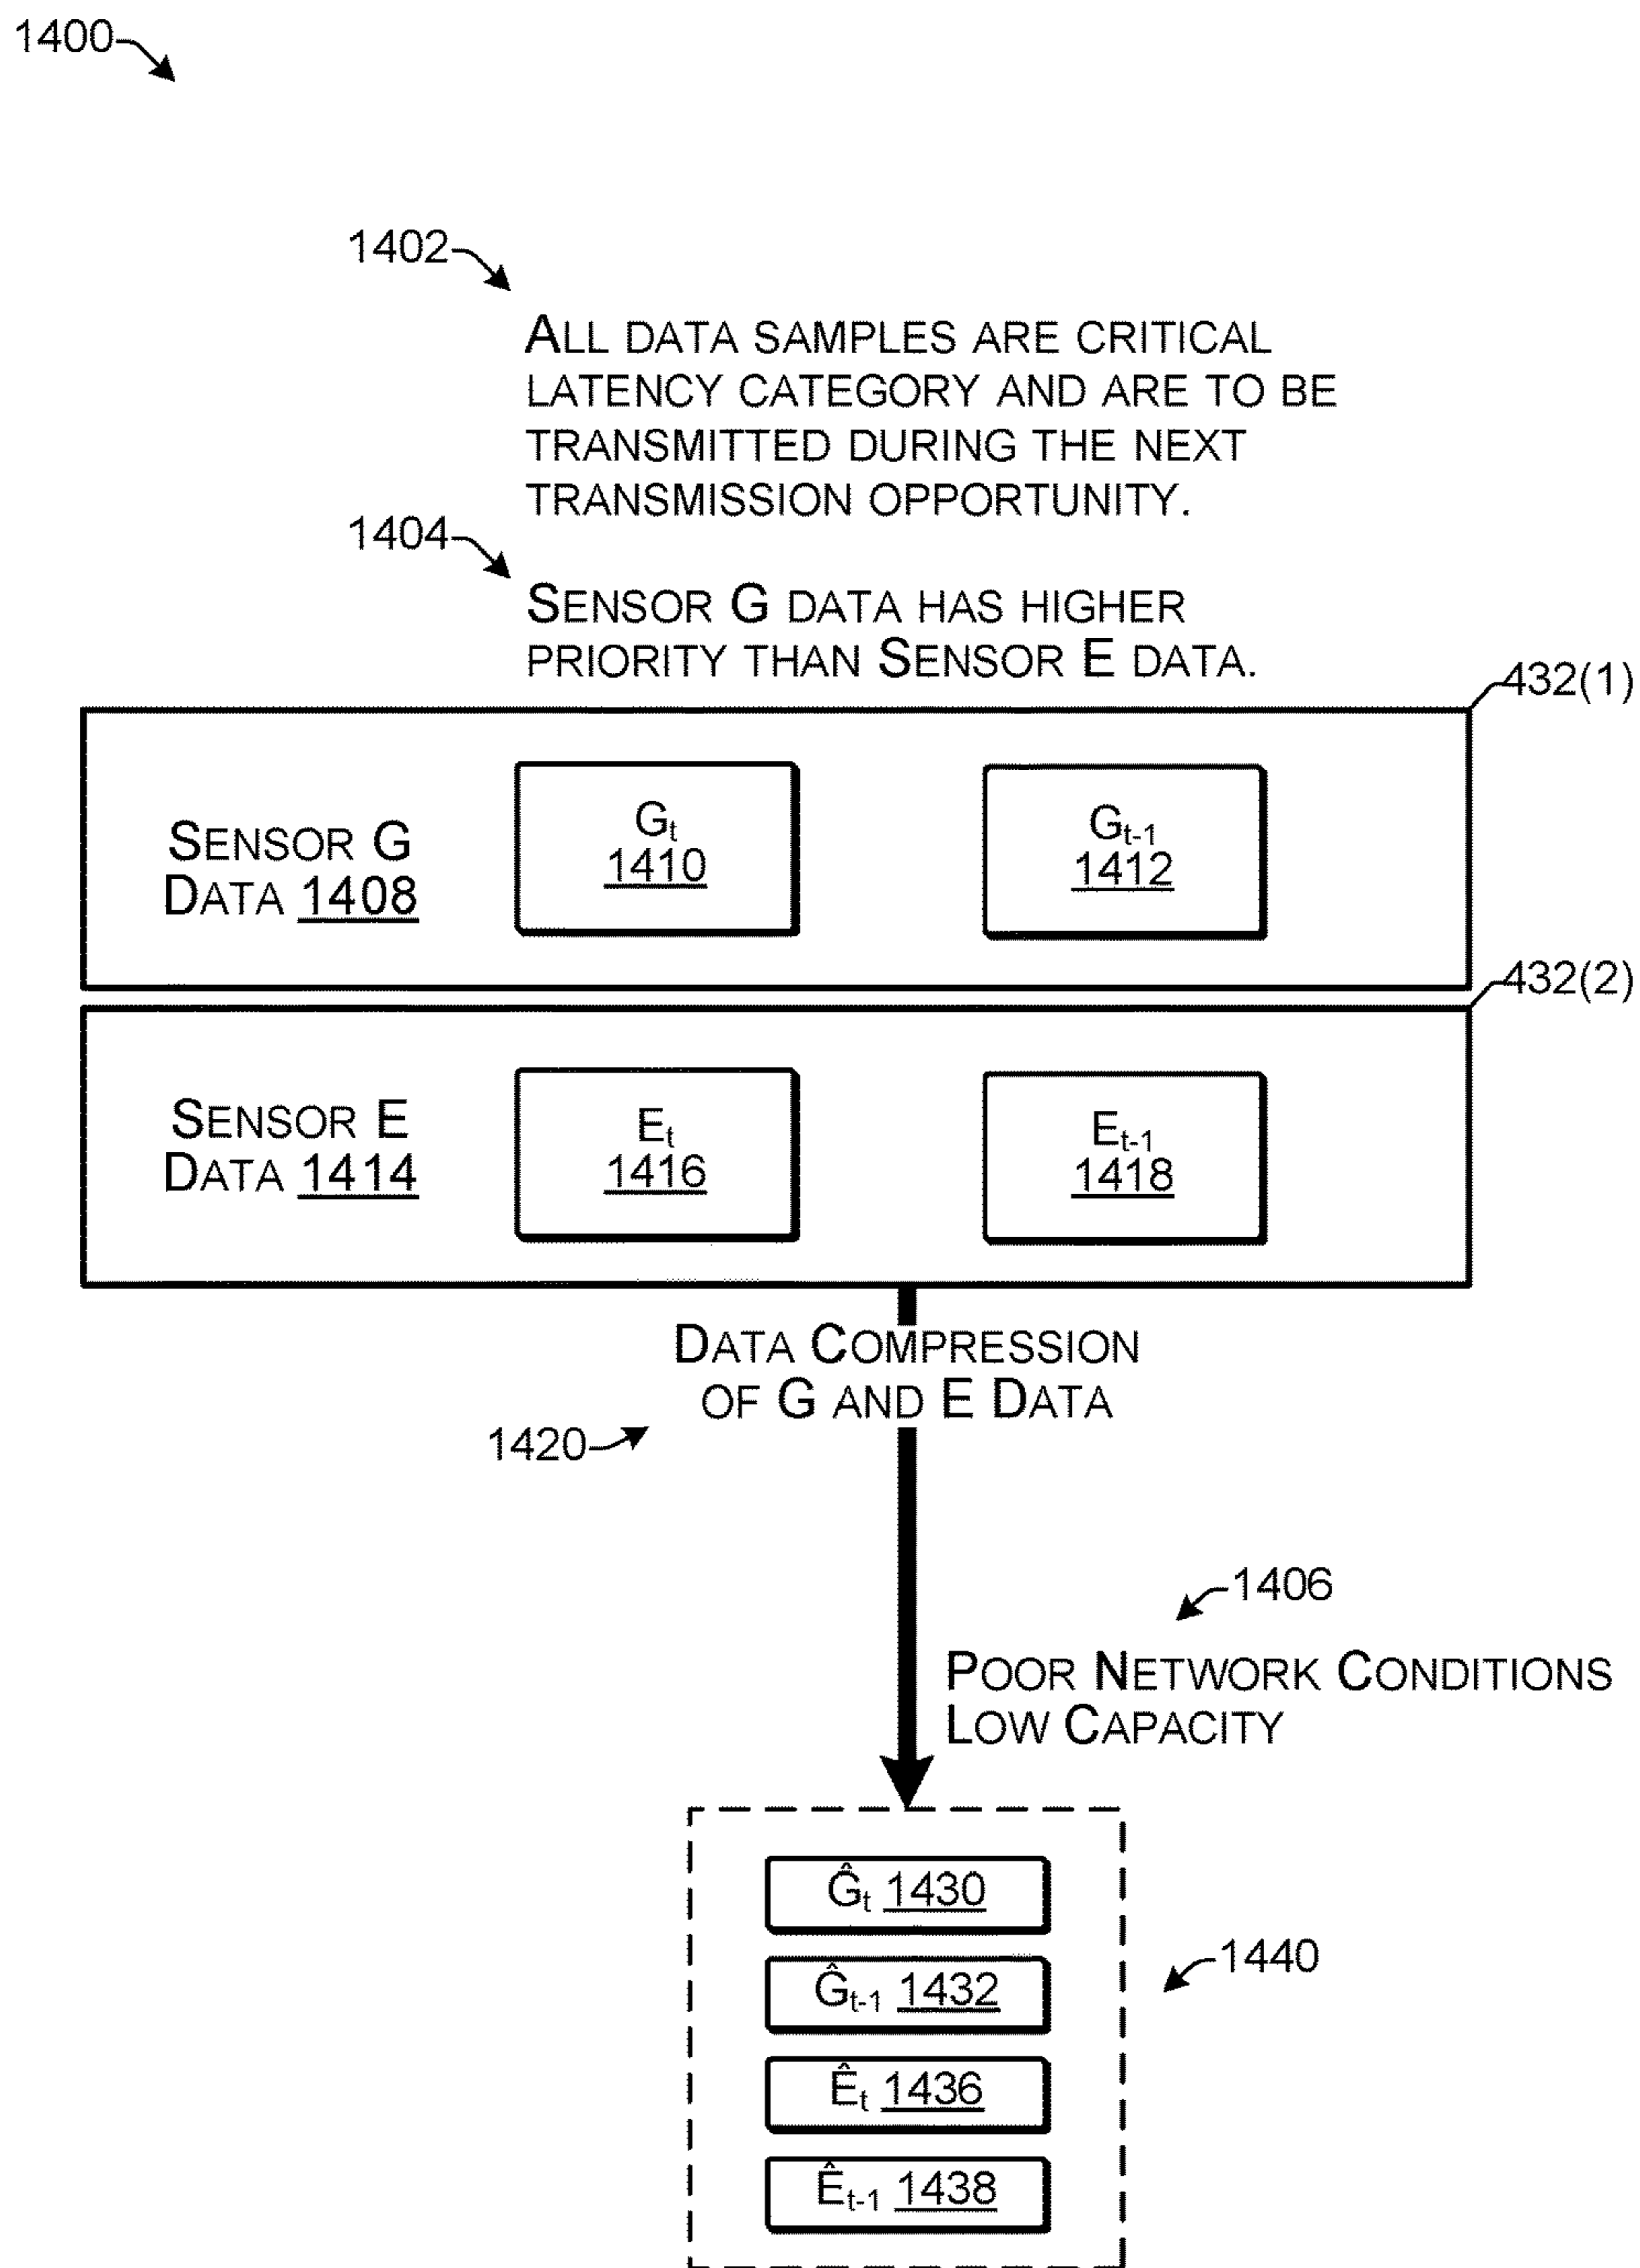 1400
1402
ALL DATA SAMPLES ARE CRITICAL
LATENCY CATEGORY AND ARE TO BE
TRANSMITTED DURING THE NEXT
TRANSMISSION OPPORTUNITY.
1404
SENSOR G DATA HAS HIGHER
PRIORITY THAN SENSOR E DATA.
432(1)
SENSOR G
DATA 1408
Gt
1410
Gt-1
1412
432(2)
SENSOR E
DATA 1414
Et
1416
Et-1
1418
DATA COMPRESSION
OF G AND E DATA
1420
1406
POOR NETWORK CONDITIONS
LOW CAPACITY
Ĝt 1430
Ĝt-1 1432
1440
Êt 1436
Êt-1 1438